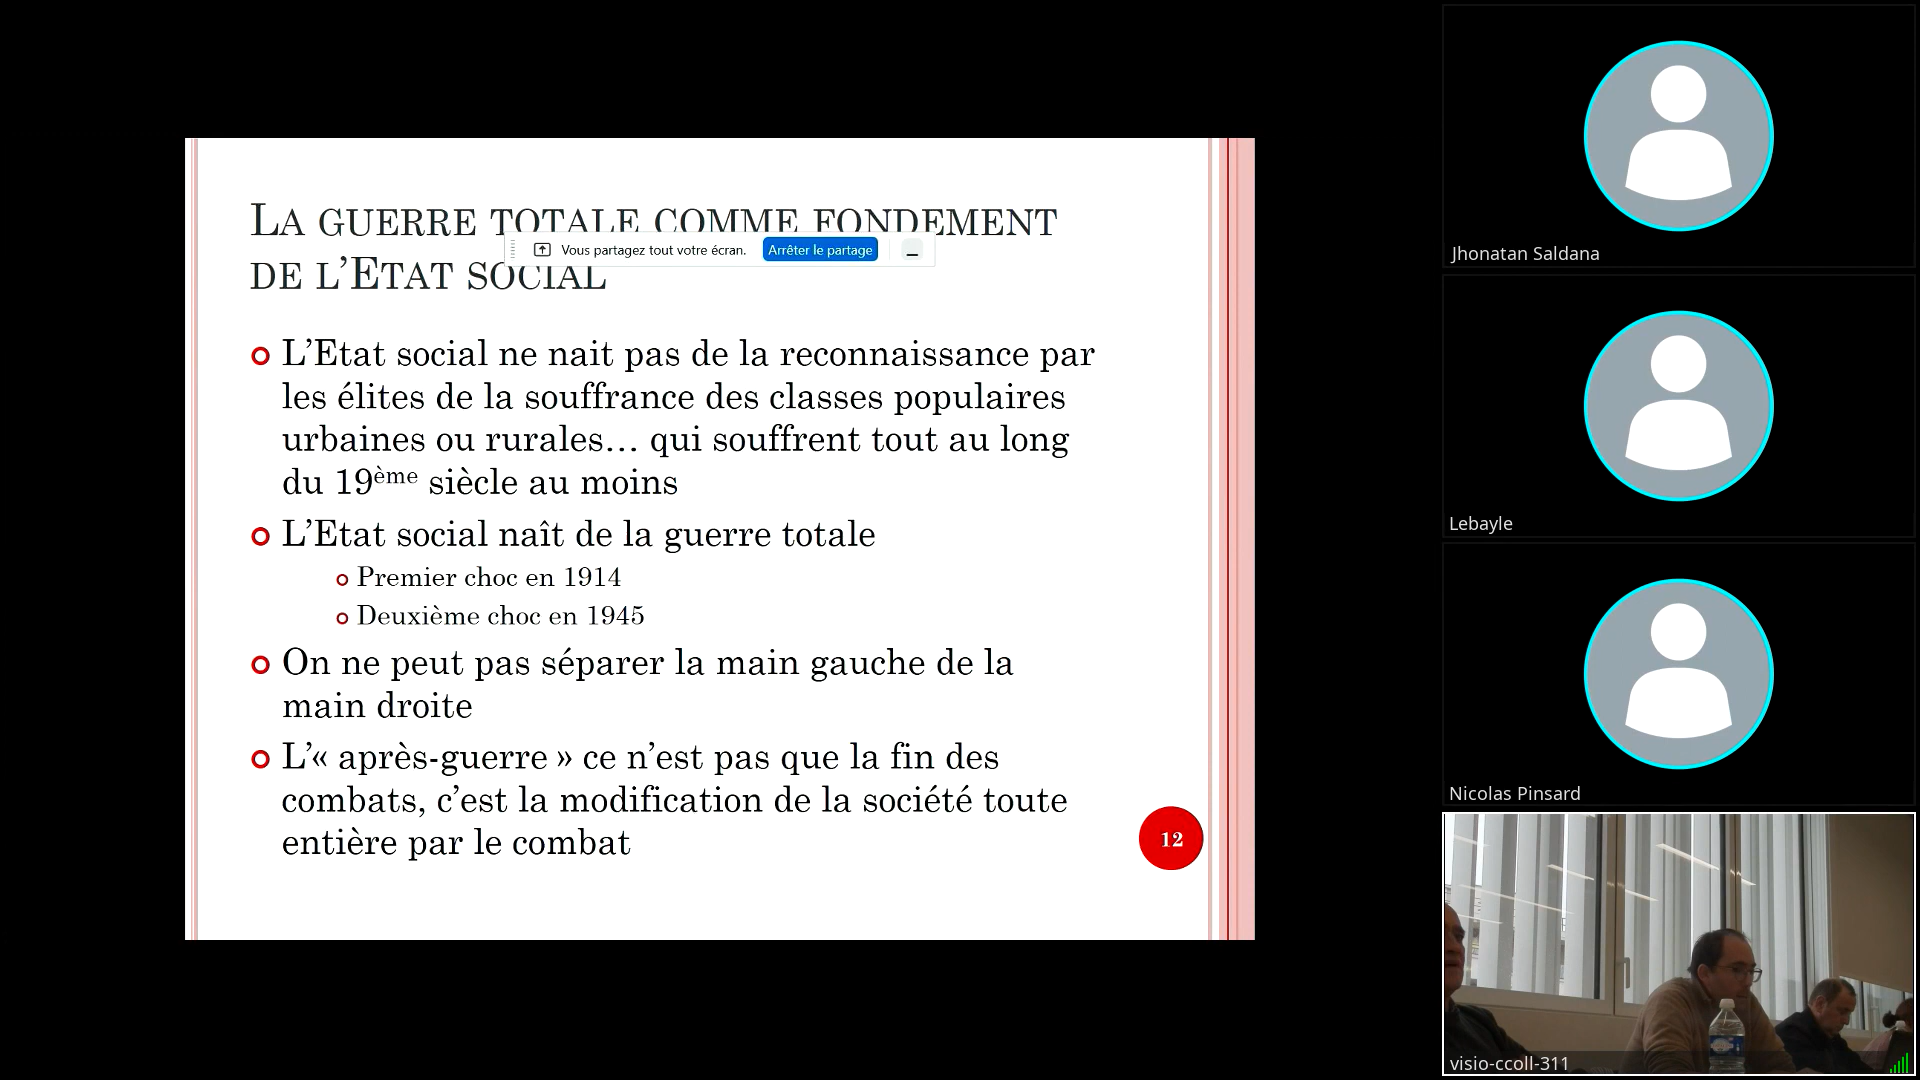 La guerre totale comme fondement
de l’Etat social
Vous partagez tout votre écran.
Arrêter le partage
L’Etat social ne nait pas de la reconnaissance par
les élites de la souffrance des classes populaires
urbaines ou rurales… qui souffrent tout au long
du 19ème siècle au moins
L’Etat social naît de la guerre totale
Premier choc en 1914
Deuxième choc en 1945
On ne peut pas séparer la main gauche de la
main droite
L’« après-guerre » ce n’est pas que la fin des
combats, c’est la modification de la société toute
entière par le combat
12
Jhonatan Saldana
Lebayle
Nicolas Pinsard
visio-ccoll-311